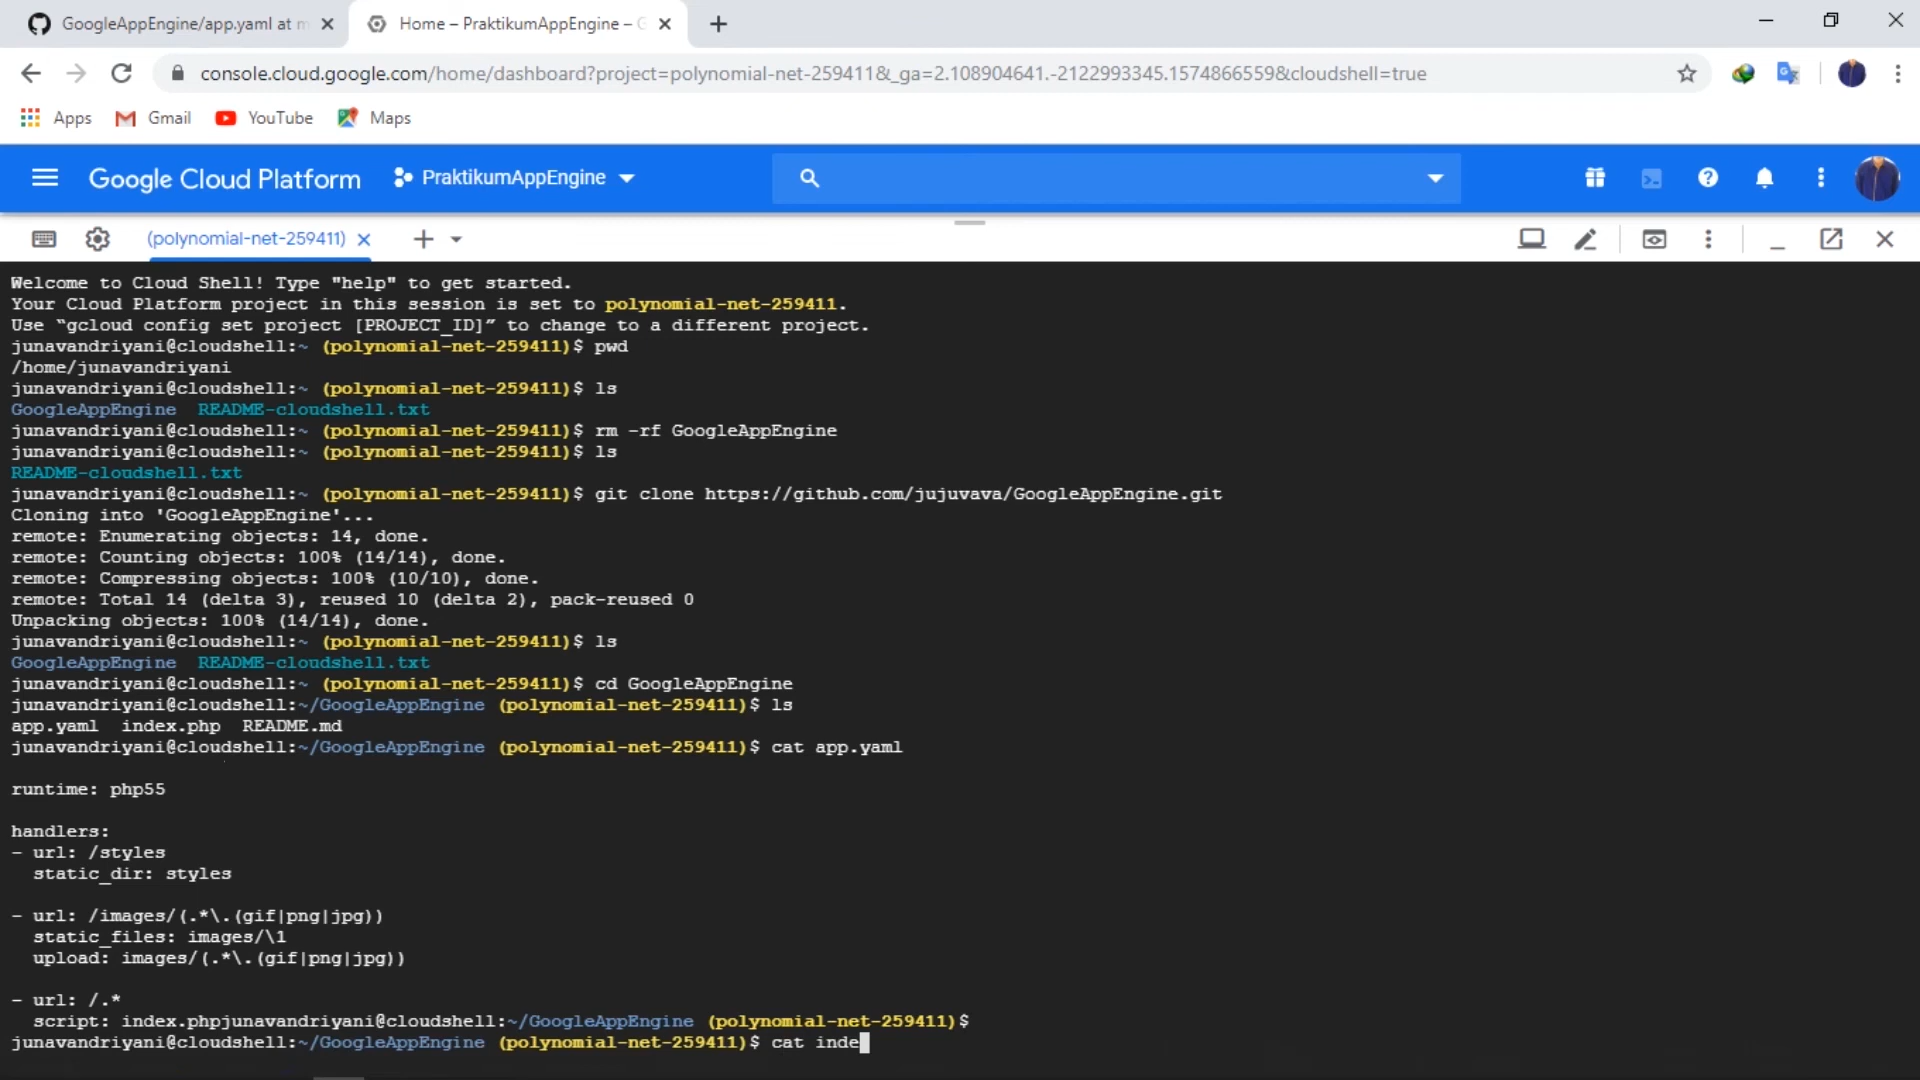 GoogleAppEngine/app.yaml at m
Home – PraktikumAppEngine – G
console.cloud.google.com/home/dashboard?project=polynomial-net-259411&_ga=2.108904641.-2122993345.1574866559&cloudshell=true
Apps Gmail YouTube Maps
Google Cloud Platform PraktikumAppEngine
(polynomial-net-259411)
Welcome to Cloud Shell! Type "help" to get started.
Your Cloud Platform project in this session is set to polynomial-net-259411.
Use “gcloud config set project [PROJECT_ID]” to change to a different project.
junavandriyani@cloudshell:~ (polynomial-net-259411)$ pwd
/home/junavandriyani
junavandriyani@cloudshell:~ (polynomial-net-259411)$ ls
GoogleAppEngine  README-cloudshell.txt
junavandriyani@cloudshell:~ (polynomial-net-259411)$ rm -rf GoogleAppEngine
junavandriyani@cloudshell:~ (polynomial-net-259411)$ ls
README-cloudshell.txt
junavandriyani@cloudshell:~ (polynomial-net-259411)$ git clone https://github.com/jujuvava/GoogleAppEngine.git
Cloning into 'GoogleAppEngine'...
remote: Enumerating objects: 14, done.
remote: Counting objects: 100% (14/14), done.
remote: Compressing objects: 100% (10/10), done.
remote: Total 14 (delta 3), reused 10 (delta 2), pack-reused 0
Unpacking objects: 100% (14/14), done.
junavandriyani@cloudshell:~ (polynomial-net-259411)$ ls
GoogleAppEngine  README-cloudshell.txt
junavandriyani@cloudshell:~ (polynomial-net-259411)$ cd GoogleAppEngine
junavandriyani@cloudshell:~/GoogleAppEngine (polynomial-net-259411)$ ls
app.yaml  index.php  README.md
junavandriyani@cloudshell:~/GoogleAppEngine (polynomial-net-259411)$ cat app.yaml
runtime: php55
handlers:
- url: /styles
  static_dir: styles
- url: /images/(.*\.(gif|png|jpg))
  static_files: images/\1
  upload: images/(.*\.(gif|png|jpg))
- url: /.*
  script: index.phpjunavandriyani@cloudshell:~/GoogleAppEngine (polynomial-net-259411)$
junavandriyani@cloudshell:~/GoogleAppEngine (polynomial-net-259411)$ cat inde